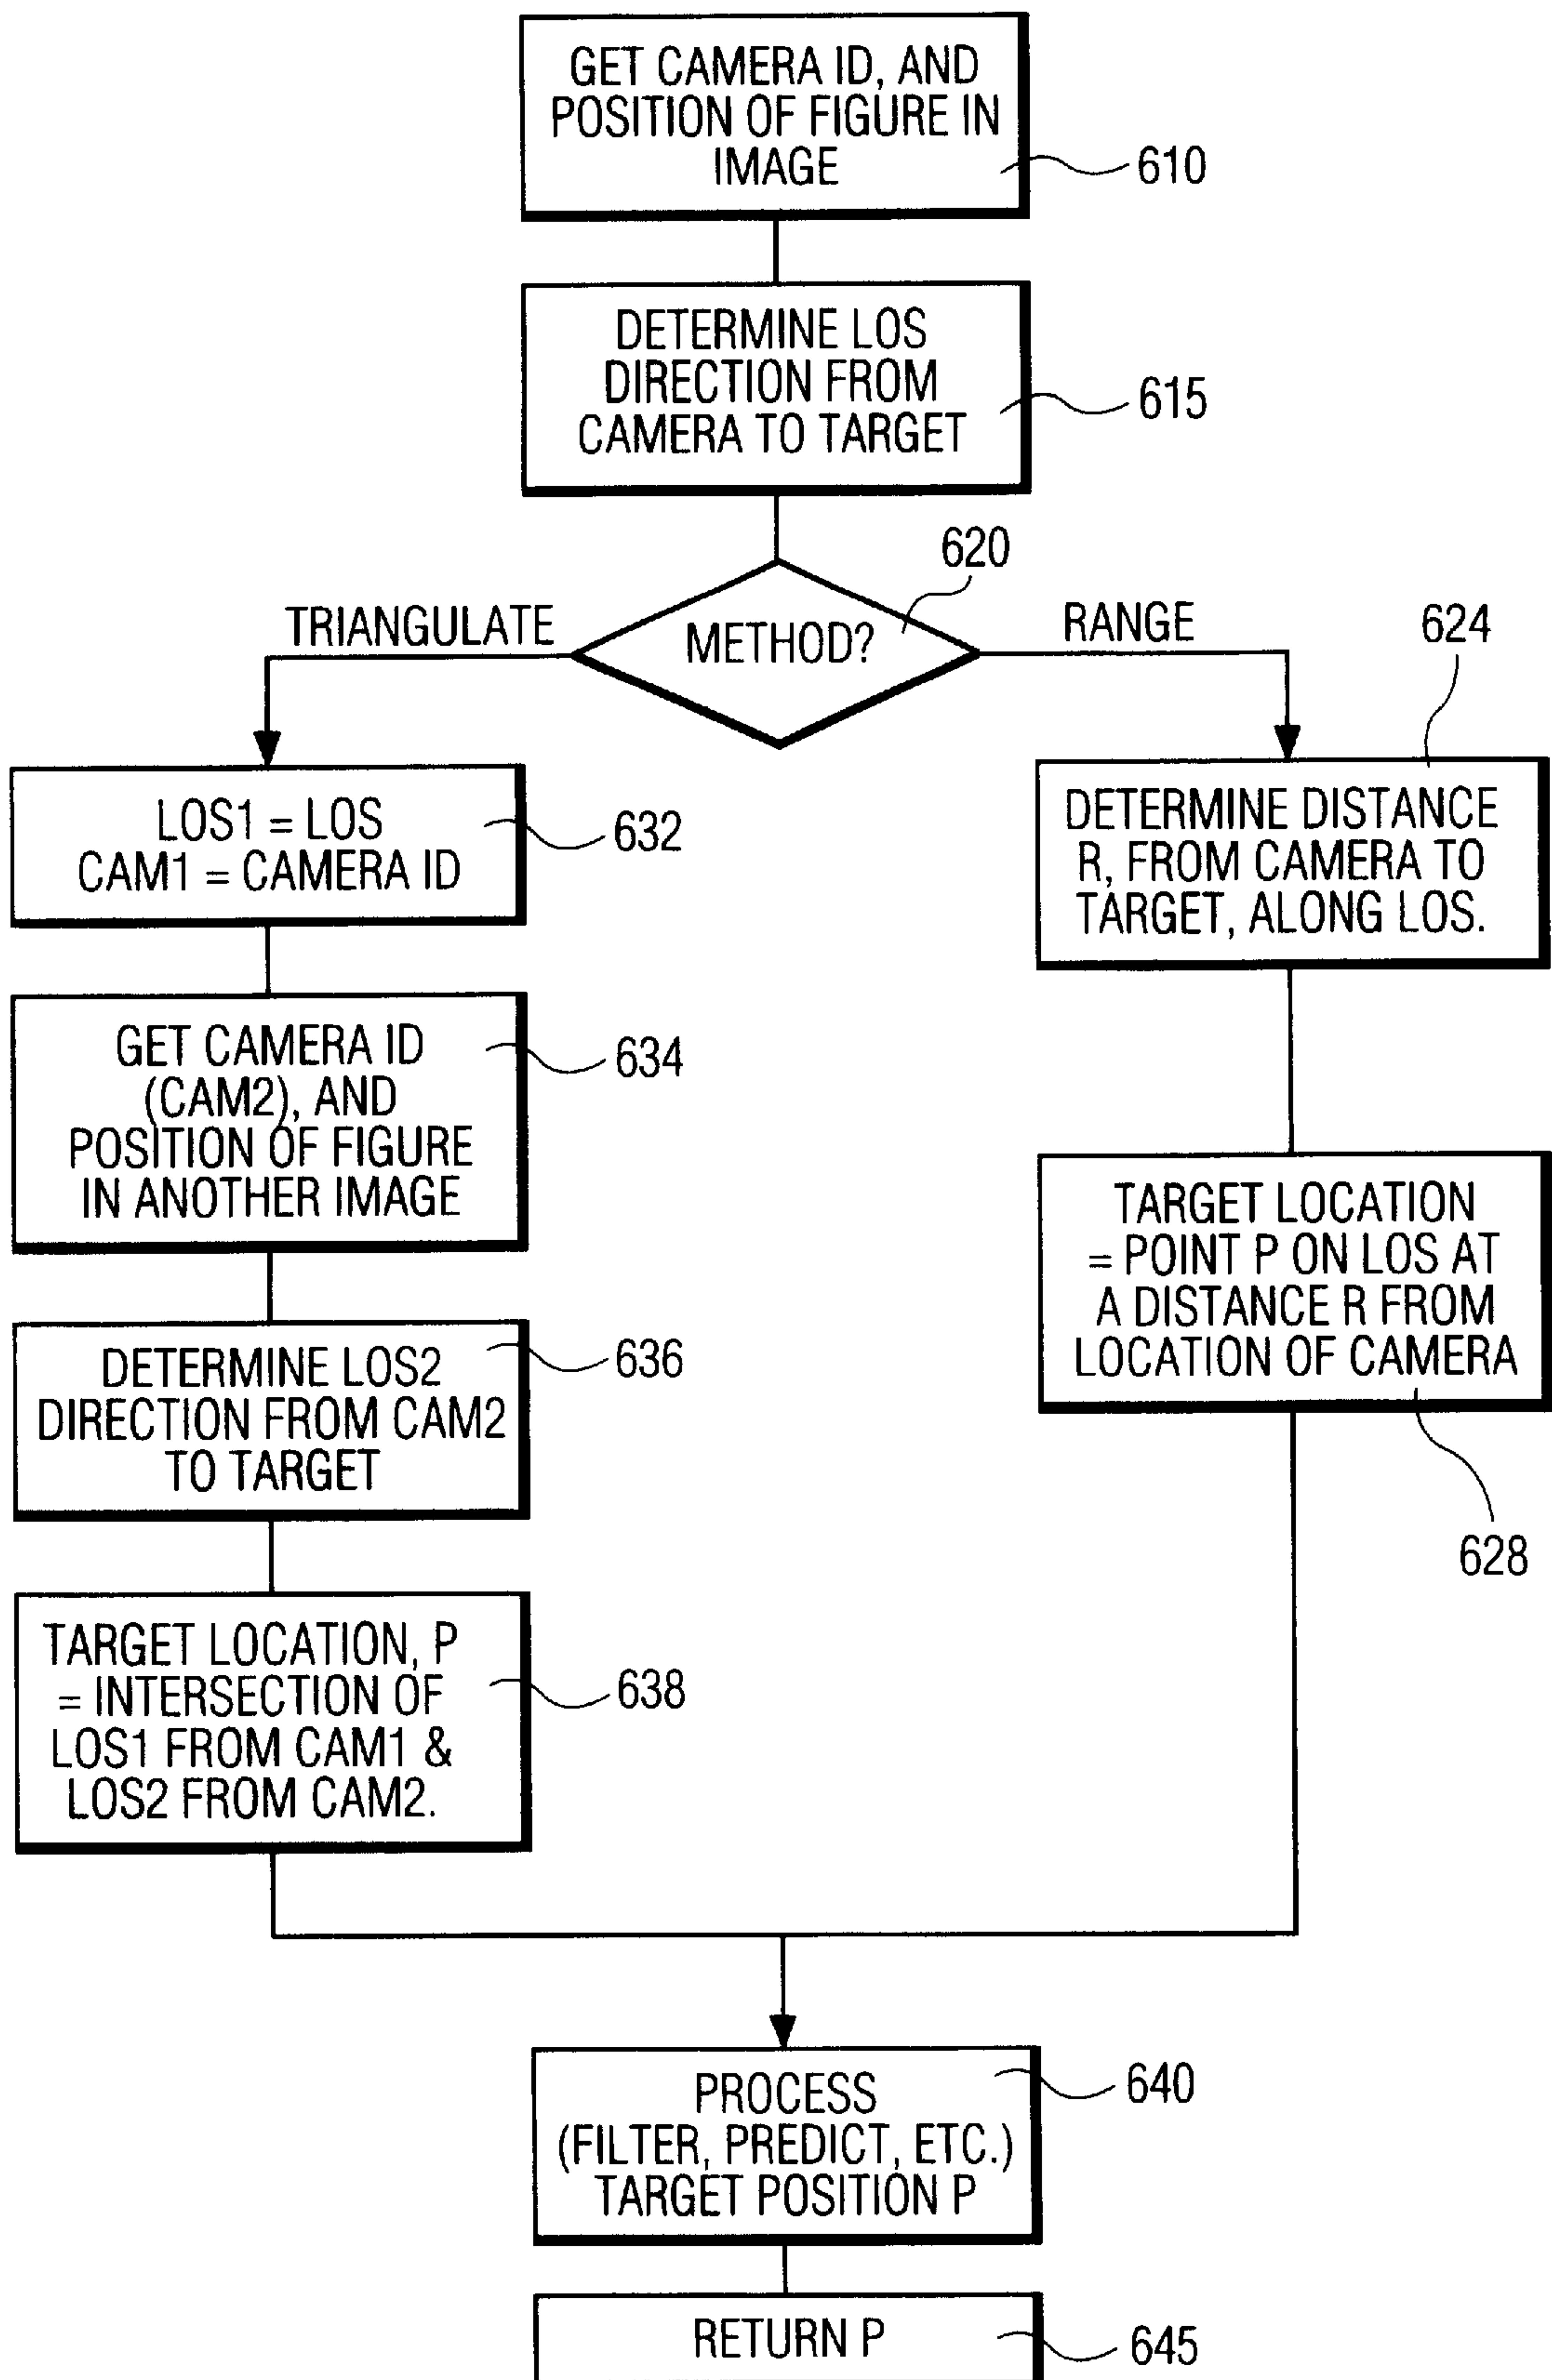 GET CAMERA ID, AND
POSITION OF FIGURE IN
IMAGE
610
DETERMINE LOS
DIRECTION FROM
CAMERA TO TARGET
615
620
METHOD?
TRIANGULATE
RANGE
LOS1 = LOS
CAM1 = CAMERA ID
632
GET CAMERA ID
(CAM2), AND
POSITION OF FIGURE
IN ANOTHER IMAGE
634
DETERMINE LOS2
DIRECTION FROM CAM2
TO TARGET
636
TARGET LOCATION, P
= INTERSECTION OF
LOS1 FROM CAM1 &
LOS2 FROM CAM2.
638
624
DETERMINE DISTANCE
R, FROM CAMERA TO
TARGET, ALONG LOS.
TARGET LOCATION
= POINT P ON LOS AT
A DISTANCE R FROM
LOCATION OF CAMERA
628
PROCESS
(FILTER, PREDICT, ETC.)
TARGET POSITION P
640
RETURN P
645